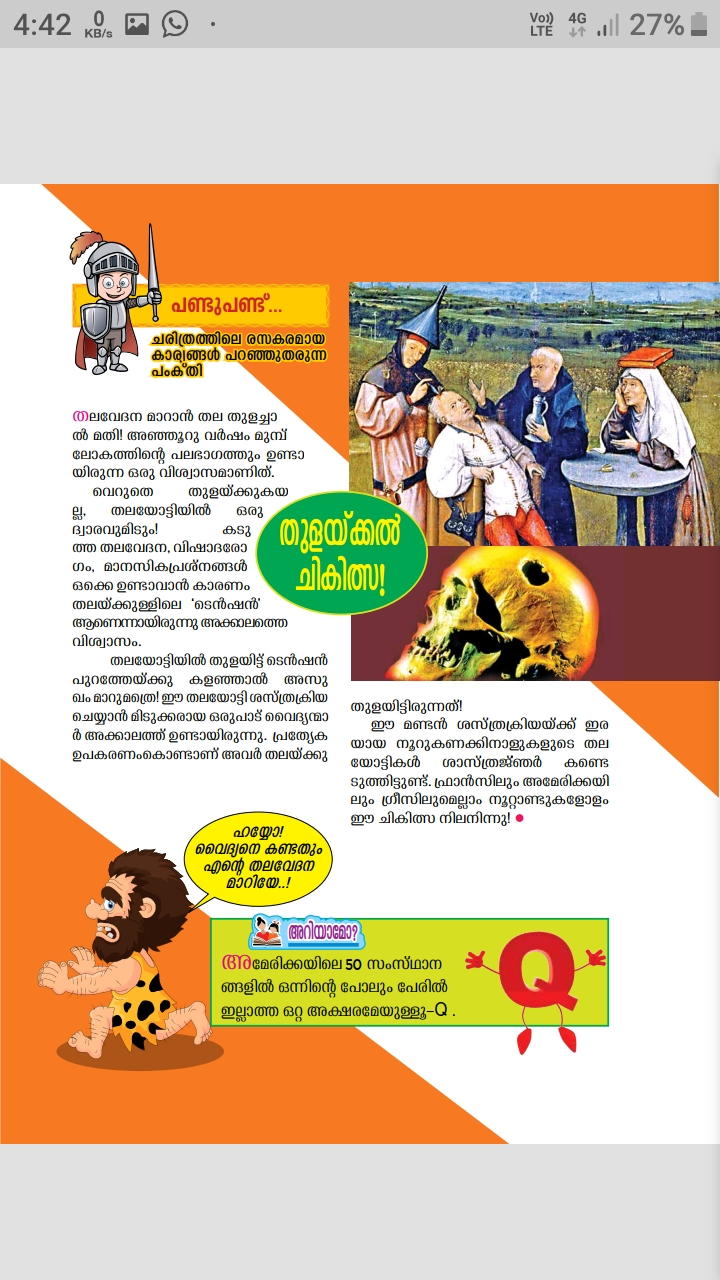 4:42 0 KB/s Vo)) LTE 4G 27%
പണ്ടുപണ്ട്...
ചരിത്രത്തിലെ രസകരമായ
കാര്യങ്ങൾ പറഞ്ഞുതരുന്ന
പംക്തി
തലവേദന മാറാൻ തല തുളച്ചാ
ൽ മതി! അഞ്ഞൂറു വർഷം മുമ്പ്
ലോകത്തിന്റെ പലഭാഗത്തും ഉണ്ടാ
യിരുന്ന ഒരു വിശ്വാസമാണിത്.
വെറുതെ തുളയ്ക്കുകയ
ല്ല, തലയോട്ടിയിൽ ഒരു
ദ്വാരവുമിടും! കടു
ത്ത തലവേദന, വിഷാദരോ
ഗം, മാനസികപ്രശ്നങ്ങൾ
ഒക്കെ ഉണ്ടാവാൻ കാരണം
തലയ്ക്കുള്ളിലെ 'ടെൻഷൻ'
ആണെന്നായിരുന്നു അക്കാലത്തെ
വിശ്വാസം.
തലയോട്ടിയിൽ തുളയിട്ട് ടെൻഷൻ
പുറത്തേയ്ക്കു കളഞ്ഞാൽ അസു
ഖം മാറുമത്രെ! ഈ തലയോട്ടി ശസ്ത്രക്രിയ
ചെയ്യാൻ മിടുക്കരായ ഒരുപാട് വൈദ്യന്മാ
ർ അക്കാലത്ത് ഉണ്ടായിരുന്നു. പ്രത്യേക
ഉപകരണംകൊണ്ടാണ് അവർ തലയ്ക്കു
തുളയ്ക്കൽ
ചികിത്സ!
തുളയിട്ടിരുന്നത്!
ഈ മണ്ടൻ ശസ്ത്രക്രിയയ്ക്ക് ഇര
യായ നൂറുകണക്കിനാളുകളുടെ തല
യോട്ടികൾ ശാസ്ത്രജ്ഞർ കണ്ടെ
ടുത്തിട്ടുണ്ട്. ഫ്രാൻസിലും അമേരിക്കയി
ലും ഗ്രീസിലുമെല്ലാം നൂറ്റാണ്ടുകളോളം
ഈ ചികിത്സ നിലനിന്നു!
ഹയ്യോ!
വൈദ്യനെ കണ്ടതും
എന്റെ തലവേദന
മാറിയേ..!
അറിയാമോ?
അമേരിക്കയിലെ 50 സംസ്ഥാന
ങ്ങളിൽ ഒന്നിന്റെ പോലും പേരിൽ
ഇല്ലാത്ത ഒറ്റ അക്ഷരമേയുള്ളൂ-Q .
Q